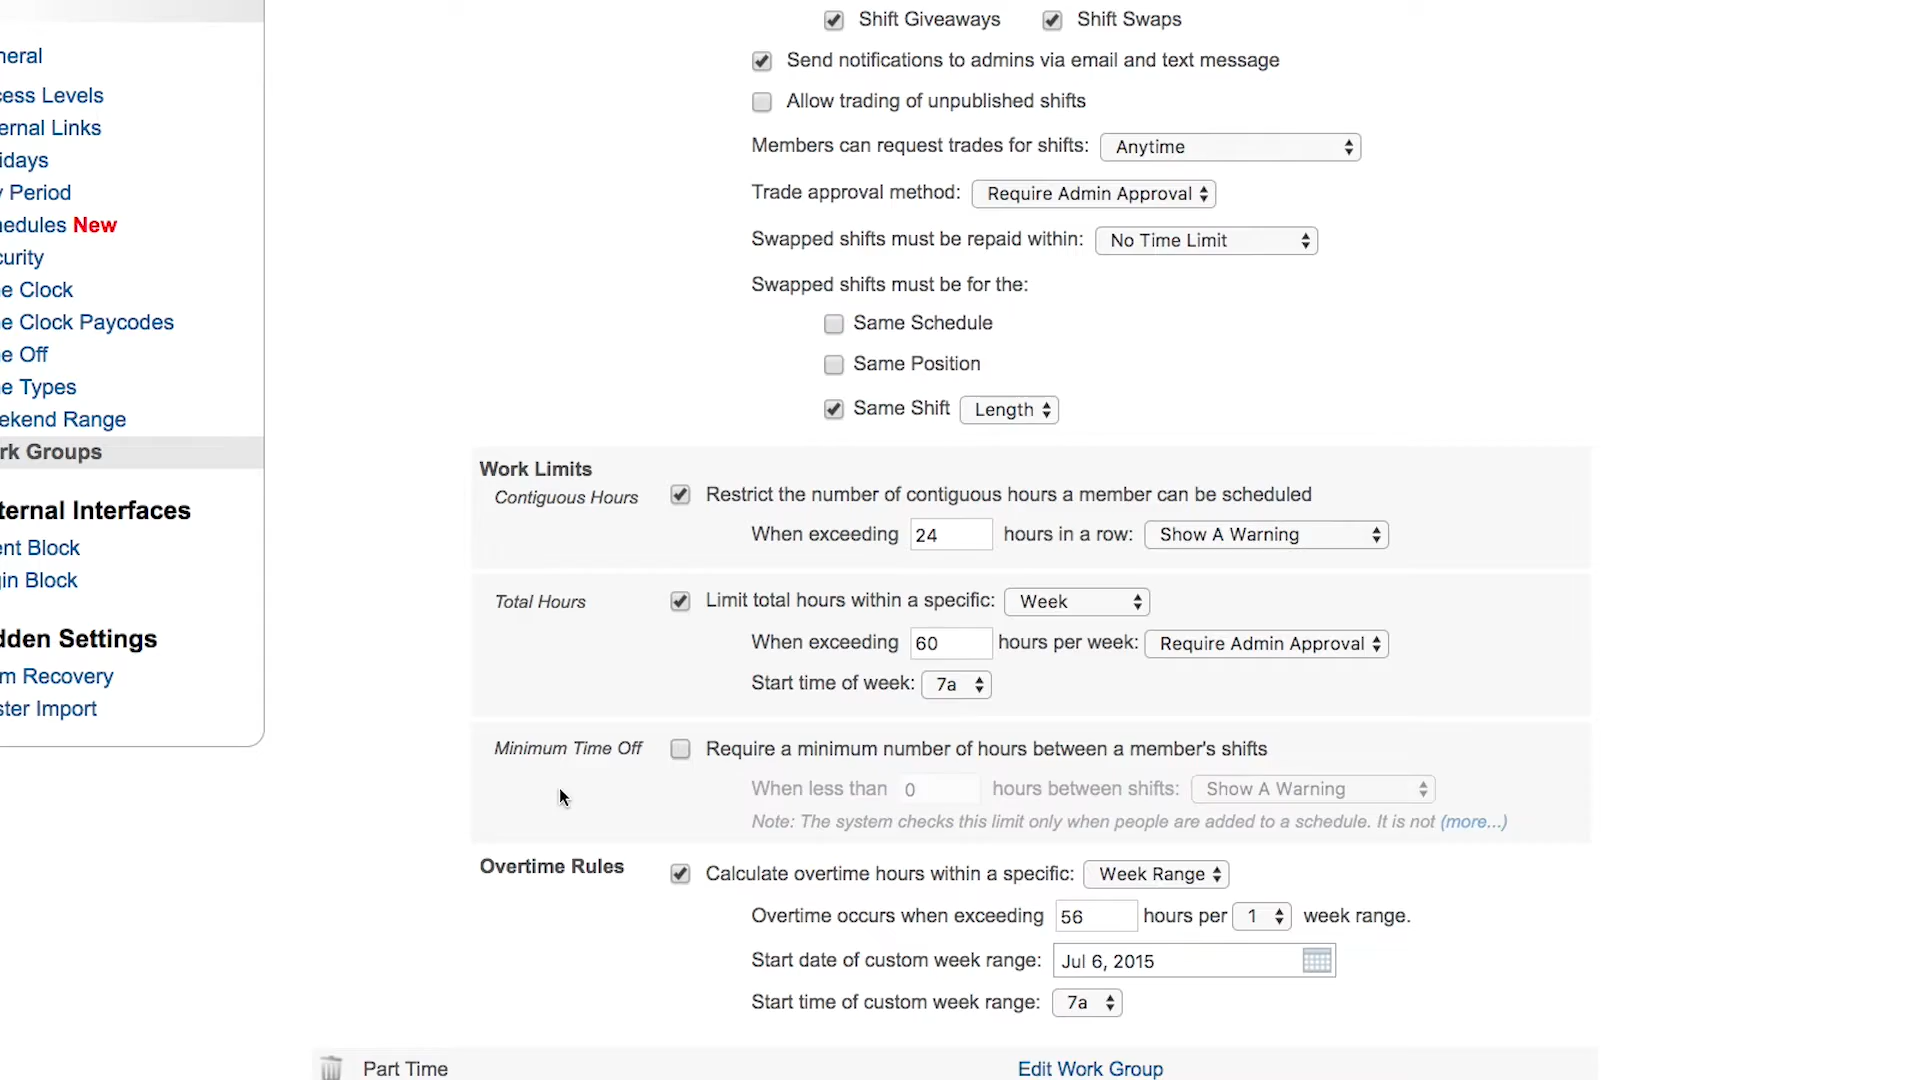 neral
cess Levels
ernal Links
idays
y Period
hedules New
curity
e Clock
e Clock Paycodes
e Off
e Types
ekend Range
rk Groups
ternal Interfaces
ent Block
gin Block
dden Settings
m Recovery
ster Import
Shift Giveaways Shift Swaps
Send notifications to admins via email and text message
Allow trading of unpublished shifts
Members can request trades for shifts: Anytime
Trade approval method: Require Admin Approval
Swapped shifts must be repaid within: No Time Limit
Swapped shifts must be for the:
Same Schedule
Same Position
Same Shift Length
Work Limits
Contiguous Hours Restrict the number of contiguous hours a member can be scheduled
When exceeding 24 hours in a row: Show A Warning
Total Hours Limit total hours within a specific: Week
When exceeding 60 hours per week: Require Admin Approval
Start time of week: 7a
Minimum Time Off Require a minimum number of hours between a member's shifts
When less than 0 hours between shifts: Show A Warning
Note: The system checks this limit only when people are added to a schedule. It is not (more...)
Overtime Rules Calculate overtime hours within a specific: Week Range
Overtime occurs when exceeding 56 hours per 1 week range.
Start date of custom week range: Jul 6, 2015
Start time of custom week range: 7a
Part Time Edit Work Group